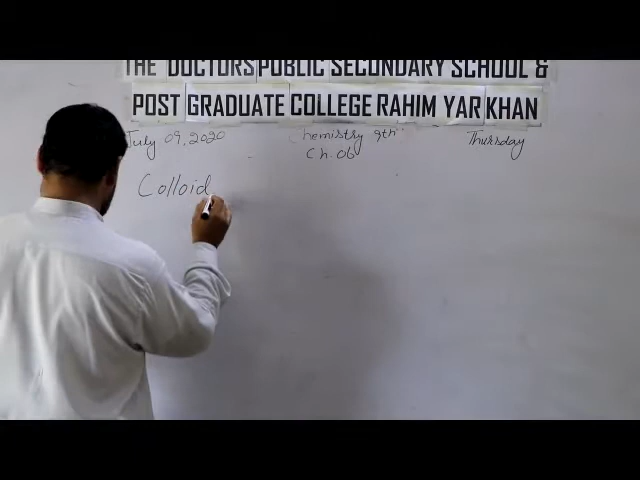 THE DOCTORS PUBLIC SECONDARY SCHOOL &
POST GRADUATE COLLEGE RAHIM YAR KHAN
July 09, 2020 Chemistry 9th Thursday
Ch. 06
Colloid